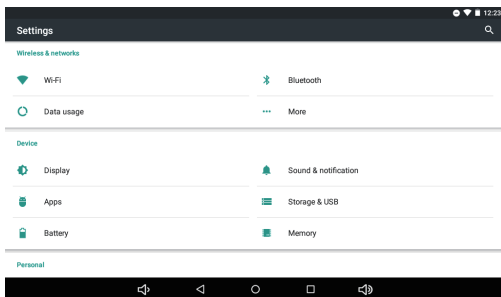 12:23
Settings
Wireless & networks
Wi-Fi
Bluetooth
Data usage
More
Device
Display
Sound & notification
Apps
Storage & USB
Battery
Memory
Personal